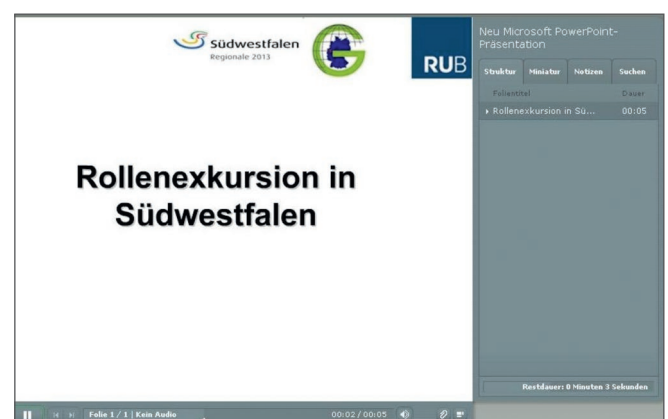 Südwestfalen
Regionale 2013
RUB
Rollenexkursion in
Südwestfalen
Neu Microsoft PowerPoint-
Präsentation
Struktur Miniatur Notizen Suchen
Folientitel Dauer
Rollenexkursion in Sü... 00:05
Restdauer: 0 Minuten 3 Sekunden
Folie 1 / 1 | Kein Audio 00:02 / 00:05